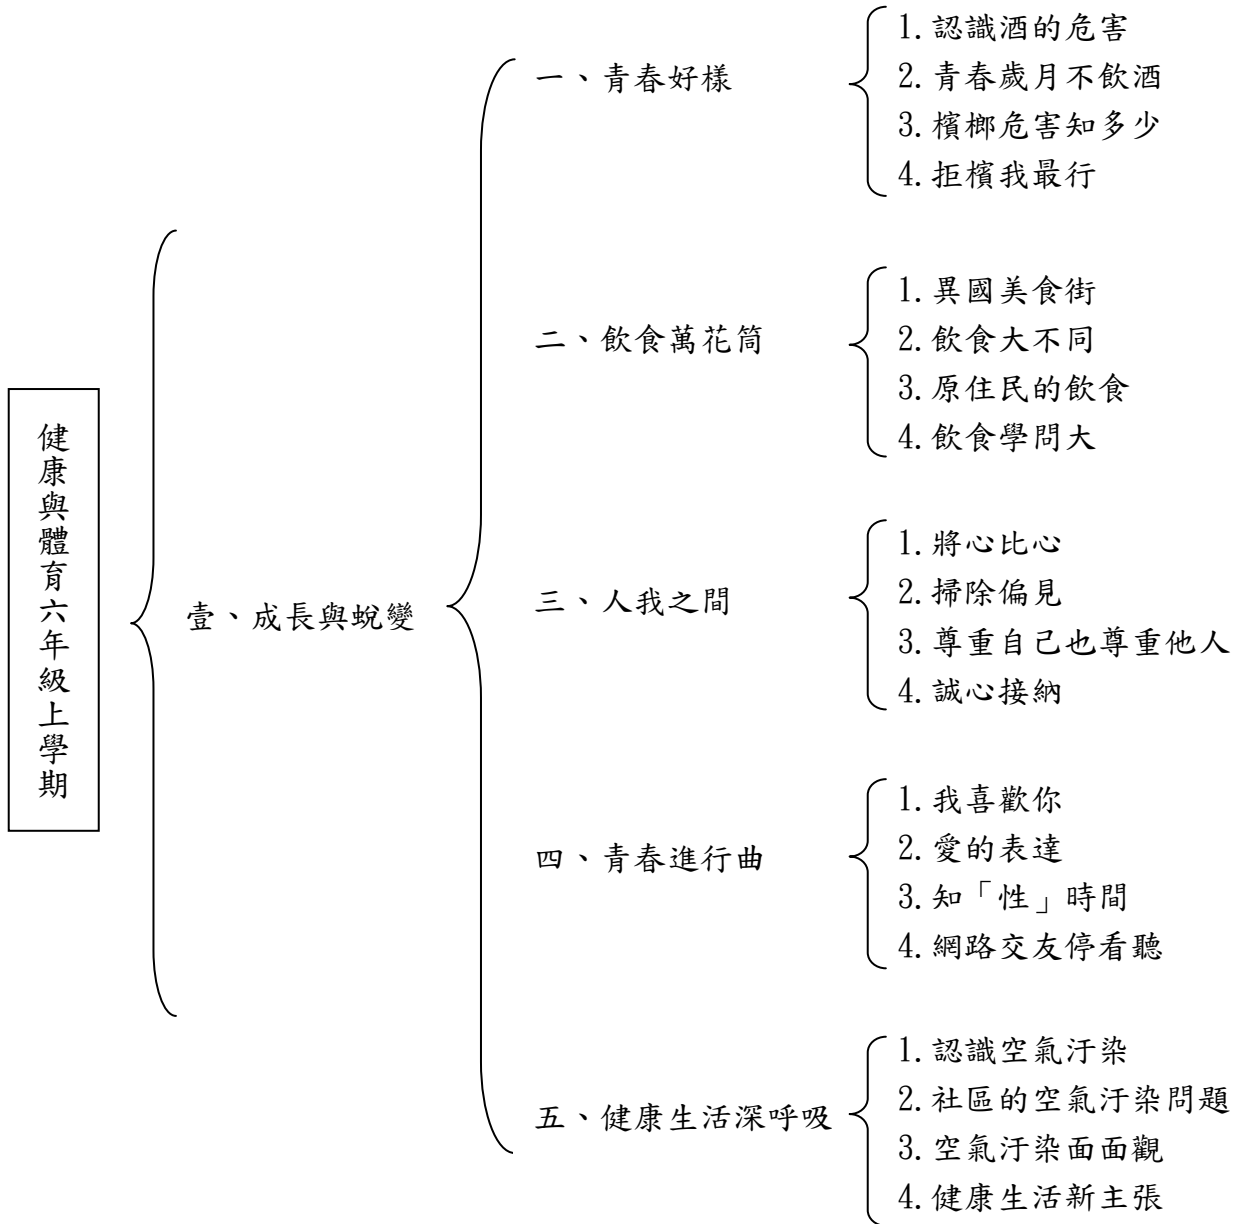 健康與體育六年級上學期
壹、成長與蛻變
一、青春好樣
1.認識酒的危害
2.青春歲月不飲酒
3.檳榔危害知多少
4.拒檳我最行
二、飲食萬花筒
1.異國美食街
2.飲食大不同
3.原住民的飲食
4.飲食學問大
三、人我之間
1.將心比心
2.掃除偏見
3.尊重自己也尊重他人
4.誠心接納
四、青春進行曲
1.我喜歡你
2.愛的表達
3.知「性」時間
4.網路交友停看聽
五、健康生活深呼吸
1.認識空氣汙染
2.社區的空氣汙染問題
3.空氣汙染面面觀
4.健康生活新主張